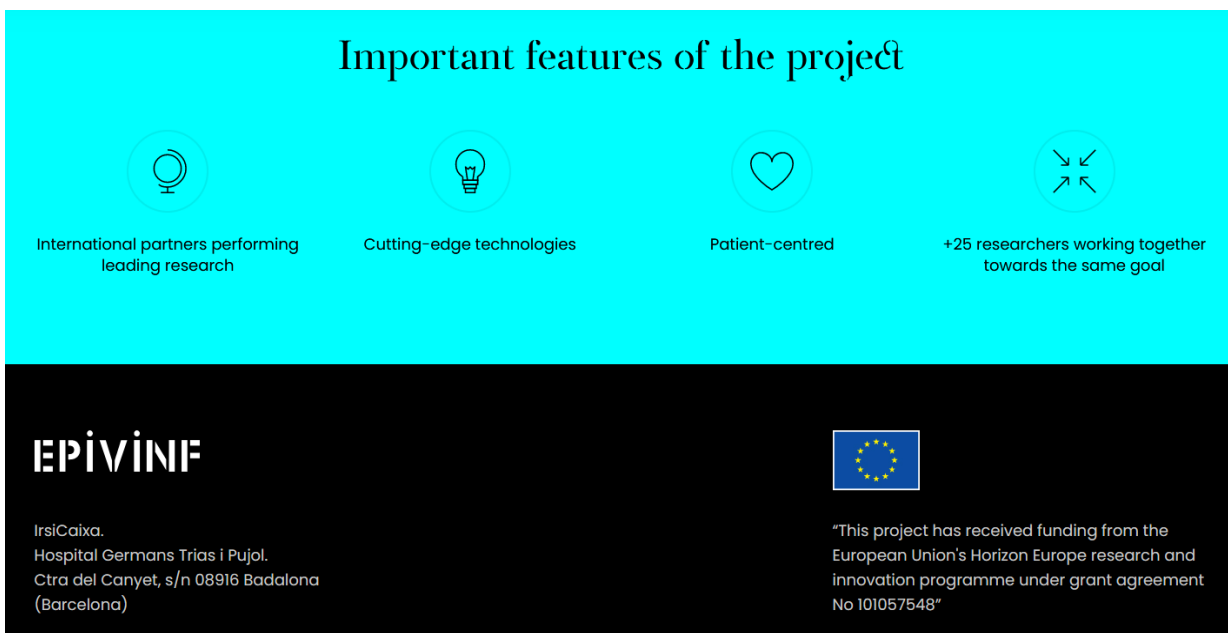 Important features of the project
International partners performing
leading research
Cutting-edge technologies
Patient-centred
+25 researchers working together
towards the same goal
EPIVINF
IrsiCaixa.
Hospital Germans Trias i Pujol.
Ctra del Canyet, s/n 08916 Badalona
(Barcelona)
“This project has received funding from the
European Union's Horizon Europe research and
innovation programme under grant agreement
No 101057548”